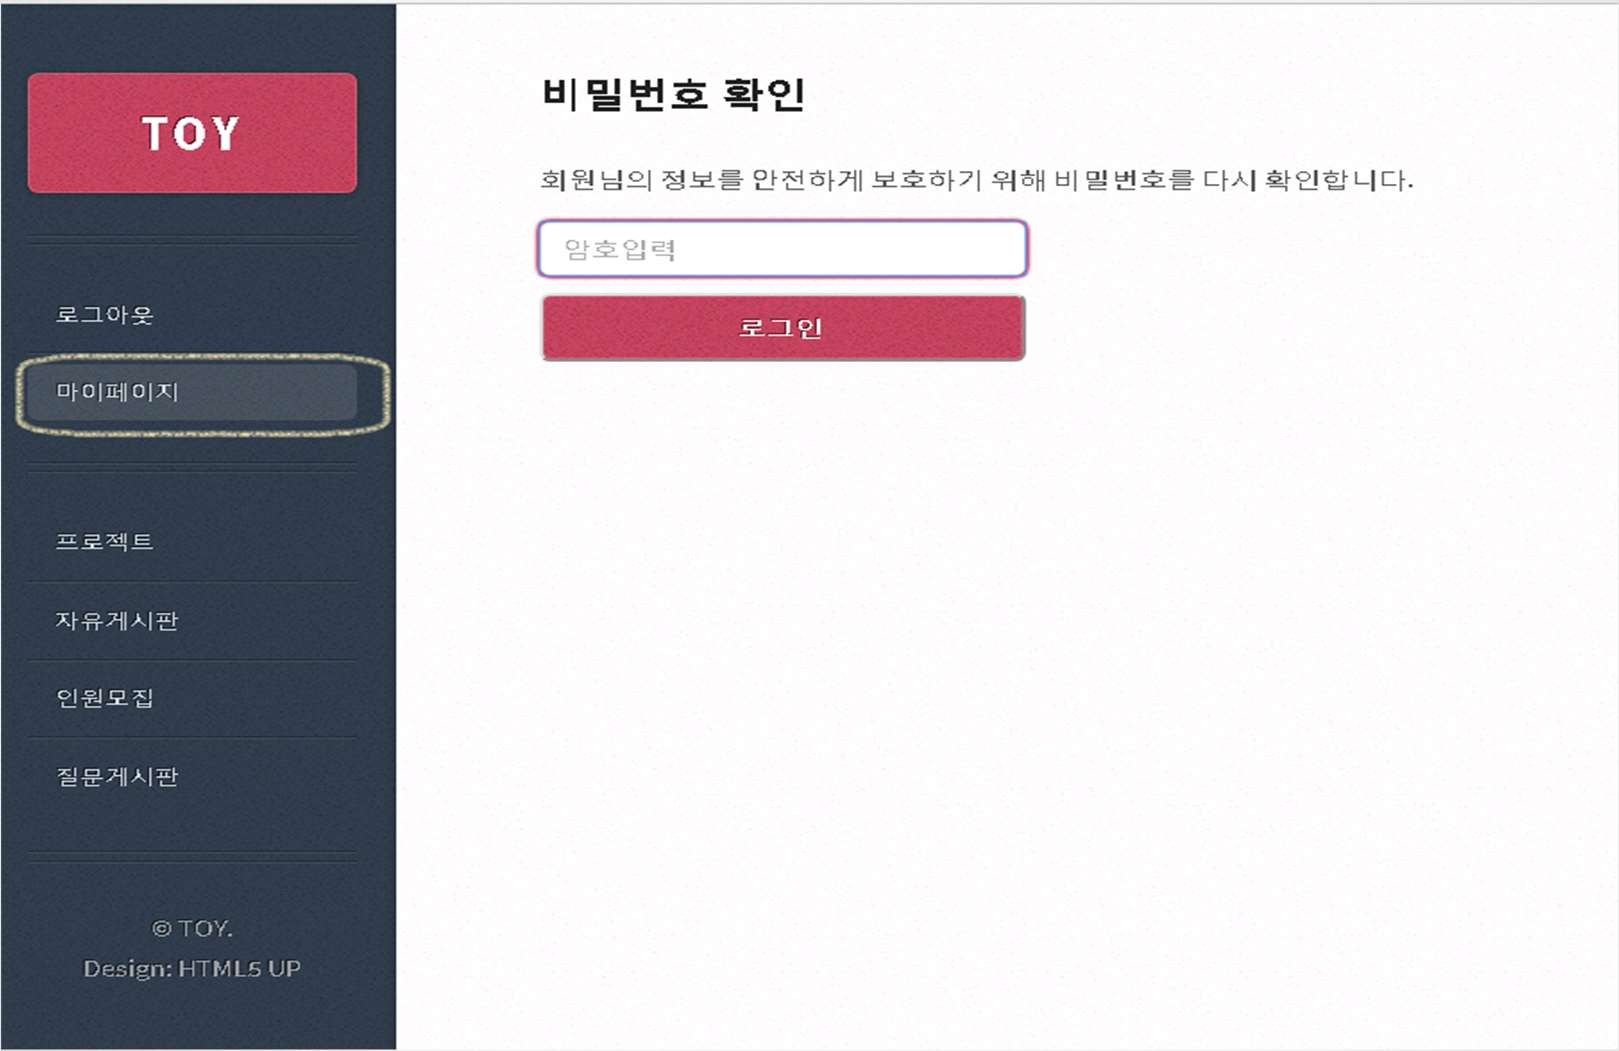 TOY
로그아웃
마이페이지
프로젝트
자유게시판
인원모집
질문게시판
© TOY.
Design: HTML5 UP
비밀번호 확인
회원님의 정보를 안전하게 보호하기 위해 비밀번호를 다시 확인합니다.
암호입력
로그인